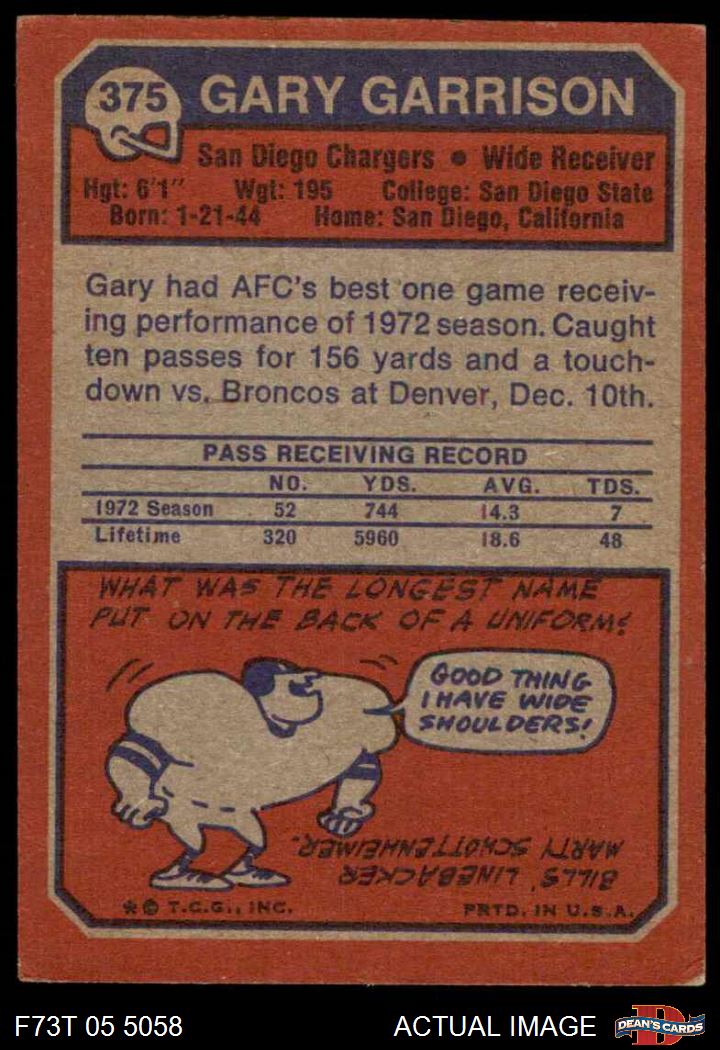 375 GARY GARRISON
San Diego Chargers • Wide Receiver
Hgt: 6'1" Wgt: 195 College: San Diego State
Born: 1-21-44 Home: San Diego, California
Gary had AFC's best one game receiv-
ing performance of 1972 season. Caught
ten passes for 156 yards and a touch-
down vs. Broncos at Denver, Dec. 10th.
PASS RECEIVING RECORD
NO. YDS. AVG. TDS.
1972 Season 52 744 14.3 7
Lifetime 320 5960 18.6 48
WHAT WAS THE LONGEST NAME
PUT ON THE BACK OF A UNIFORM?
GOOD THING
I HAVE WIDE
SHOULDERS!
BILLS' LINEBACKER
MARTY SCHOTTENHEIMER.
*© T.C.G., INC. PRTD. IN U.S.A.
F73T 05 5058 ACTUAL IMAGE
D
DEAN'S CARDS